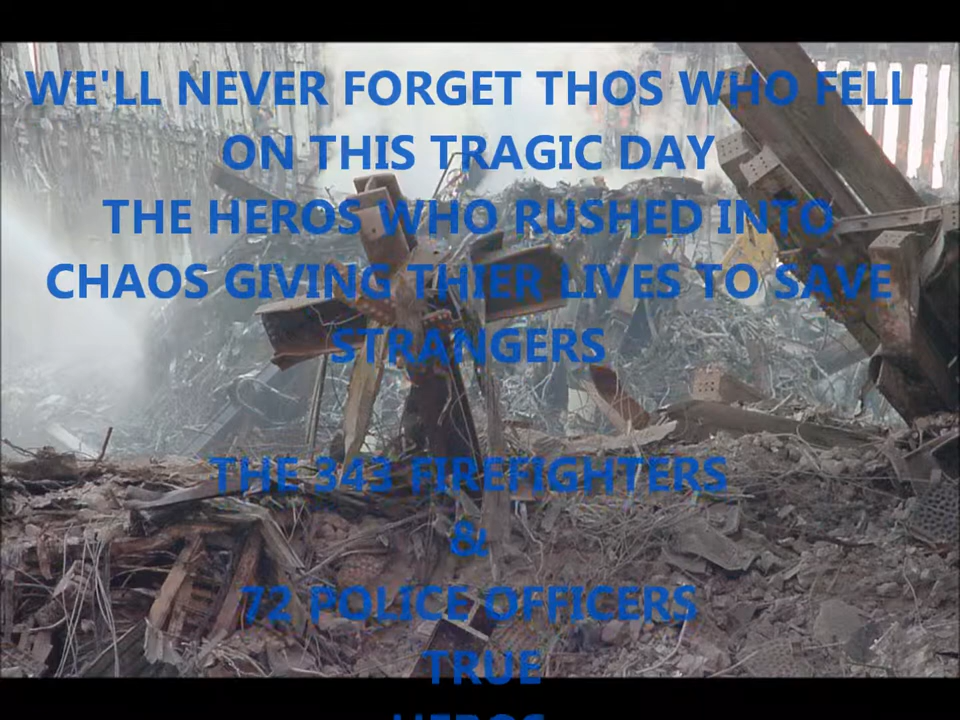 WE'LL NEVER FORGET THOS WHO FELL
ON THIS TRAGIC DAY
THE HEROS WHO RUSHED INTO
CHAOS GIVING THIER LIVES TO SAVE
STRANGERS
THE 343 FIREFIGHTERS
&
72 POLICE OFFICERS
TRUE
HEROS